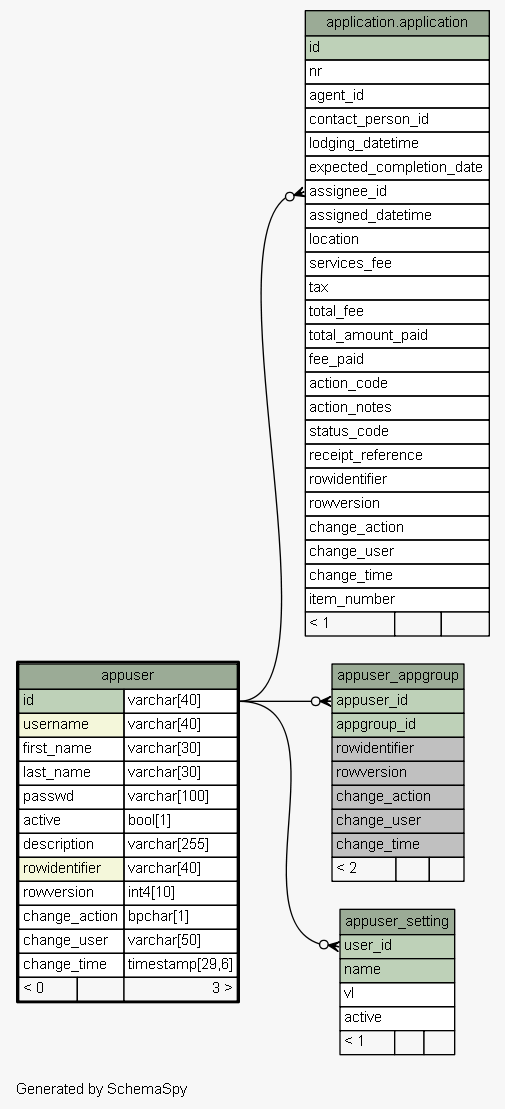 application.application
id
nr
agent_id
contact_person_id
lodging_datetime
expected_completion_date
assignee_id
assigned_datetime
location
services_fee
tax
total_fee
total_amount_paid
fee_paid
action_code
action_notes
status_code
receipt_reference
rowidentifier
rowversion
change_action
change_user
change_time
item_number
< 1
appuser
id varchar[40]
username varchar[40]
first_name varchar[30]
last_name varchar[30]
passwd varchar[100]
active bool[1]
description varchar[255]
rowidentifier varchar[40]
rowversion int4[10]
change_action bpchar[1]
change_user varchar[50]
change_time timestamp[29,6]
< 0 3 >
appuser_appgroup
appuser_id
appgroup_id
rowidentifier
rowversion
change_action
change_user
change_time
< 2
appuser_setting
user_id
name
vl
active
< 1
Generated by SchemaSpy